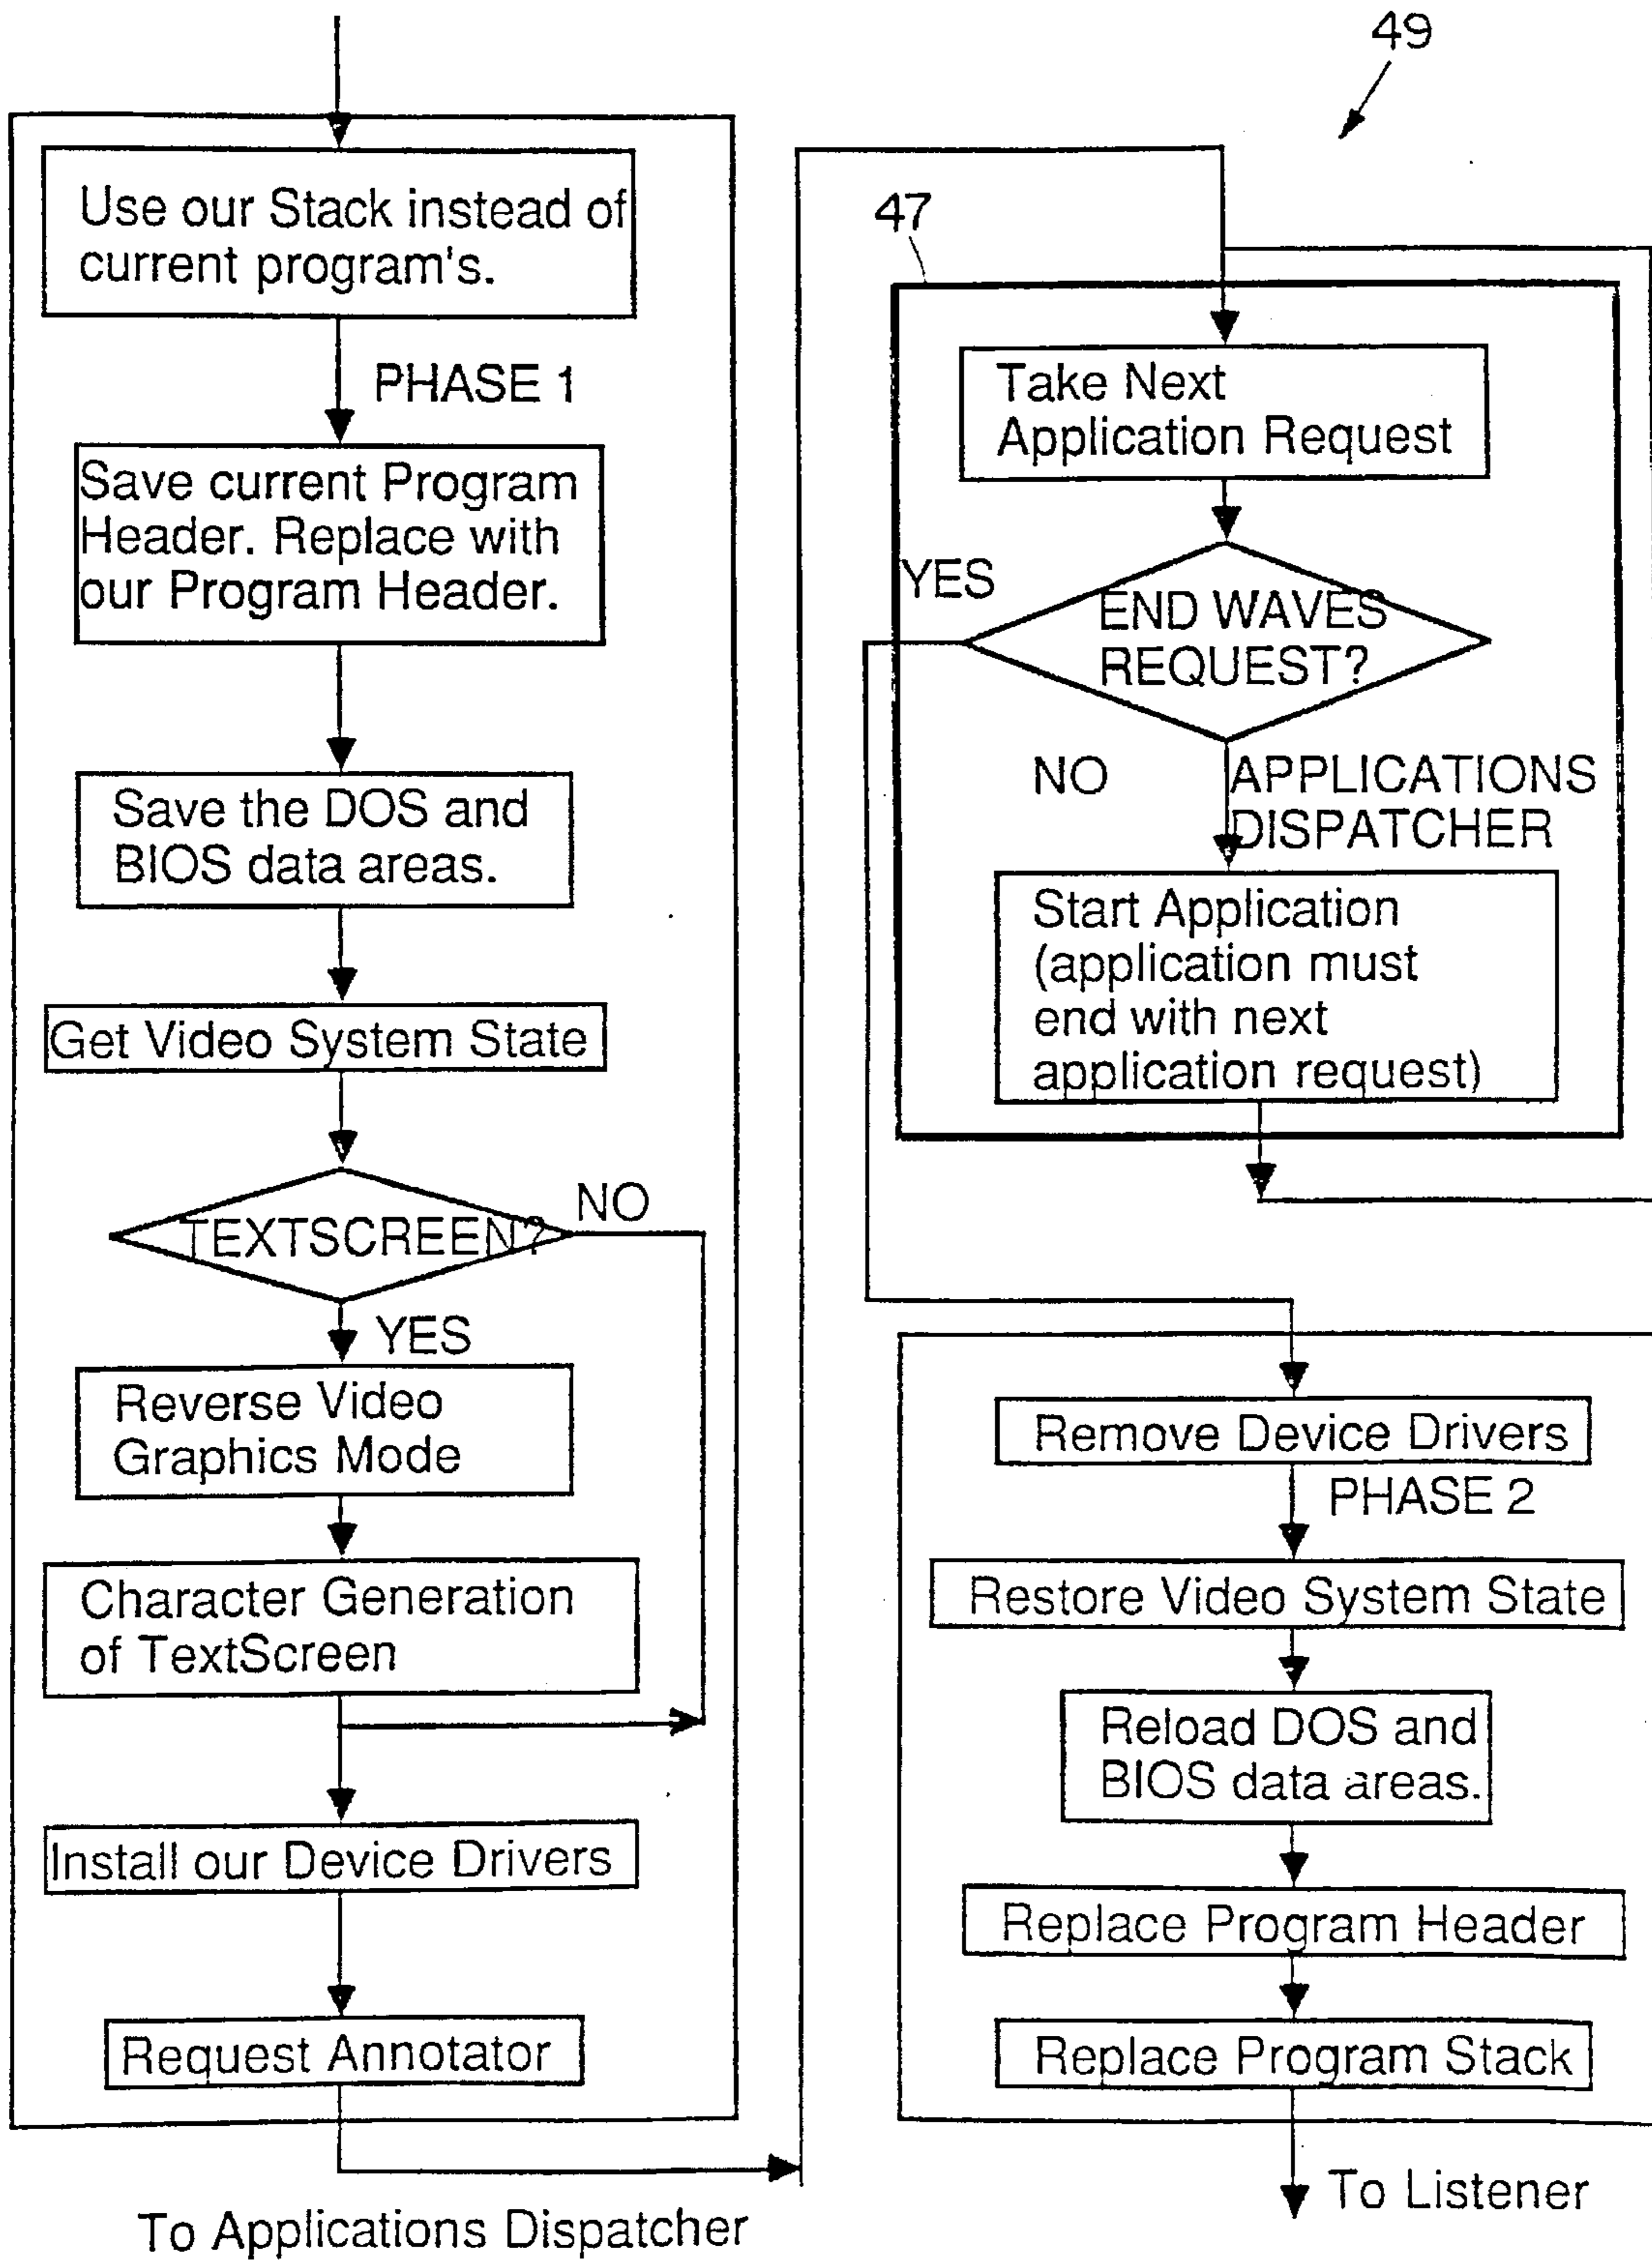 Use our Stack instead of
current program's.
PHASE 1
Save current Program
Header. Replace with
our Program Header.
Save the DOS and
BIOS data areas.
Get Video System State
TEXTSCREEN?
NO
YES
Reverse Video
Graphics Mode
Character Generation
of TextScreen
Install our Device Drivers
Request Annotator
To Applications Dispatcher
49
47
Take Next
Application Request
YES
END WAVES
REQUEST?
NO
APPLICATIONS
DISPATCHER
Start Application
(application must
end with next
application request)
Remove Device Drivers
PHASE 2
Restore Video System State
Reload DOS and
BIOS data areas.
Replace Program Header
Replace Program Stack
To Listener